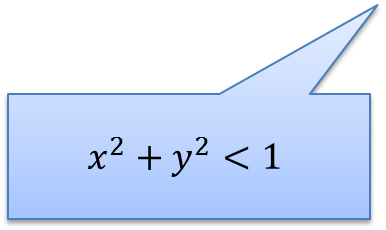 x² + y² < 1